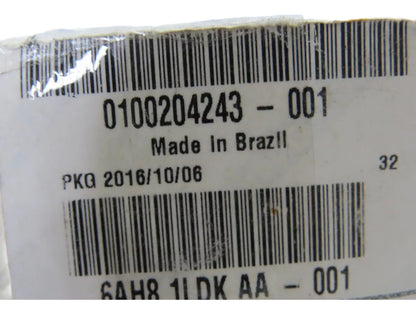 0100204243 - 001
Made in Brazil
PKG 2016/10/06 32
6AH8 1LDK AA - 001